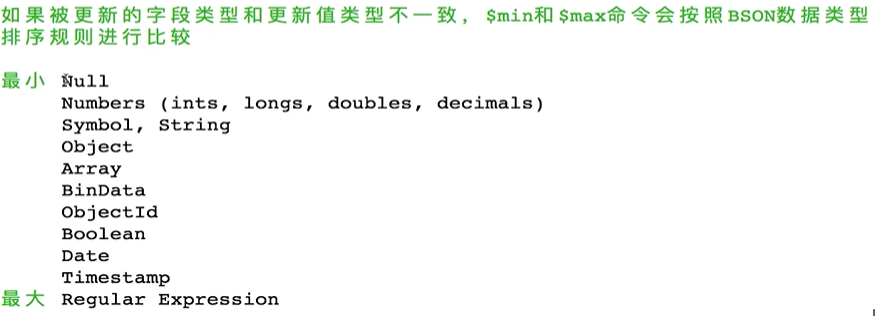 如果被更新的字段类型和更新值类型不一致，$min和$max命令会按照BSON数据类型
排序规则进行比较
最小 Null
Numbers (ints, longs, doubles, decimals)
Symbol, String
Object
Array
BinData
ObjectId
Boolean
Date
Timestamp
最大 Regular Expression